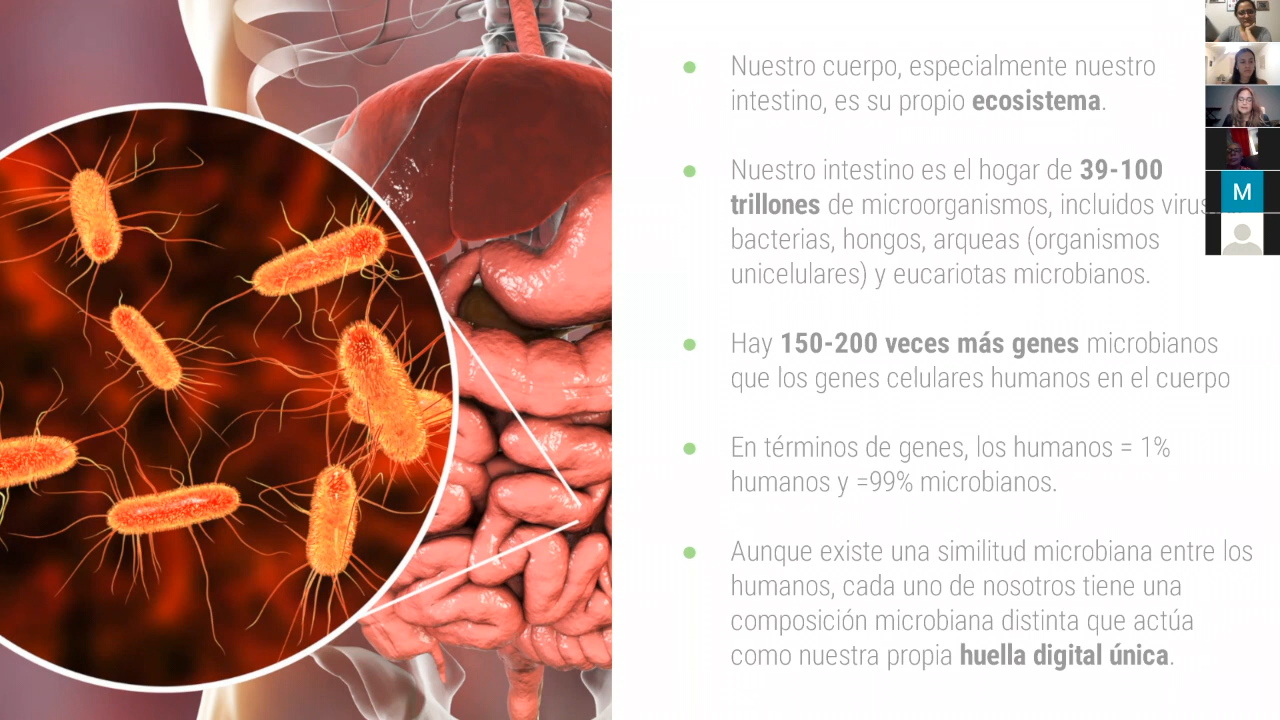 Nuestro cuerpo, especialmente nuestro
intestino, es su propio ecosistema.
Nuestro intestino es el hogar de 39-100
trillones de microorganismos, incluidos virus
bacterias, hongos, arqueas (organismos
unicelulares) y eucariotas microbianos.
Hay 150-200 veces más genes microbianos
que los genes celulares humanos en el cuerpo
En términos de genes, los humanos = 1%
humanos y =99% microbianos.
Aunque existe una similitud microbiana entre los
humanos, cada uno de nosotros tiene una
composición microbiana distinta que actúa
como nuestra propia huella digital única.
M